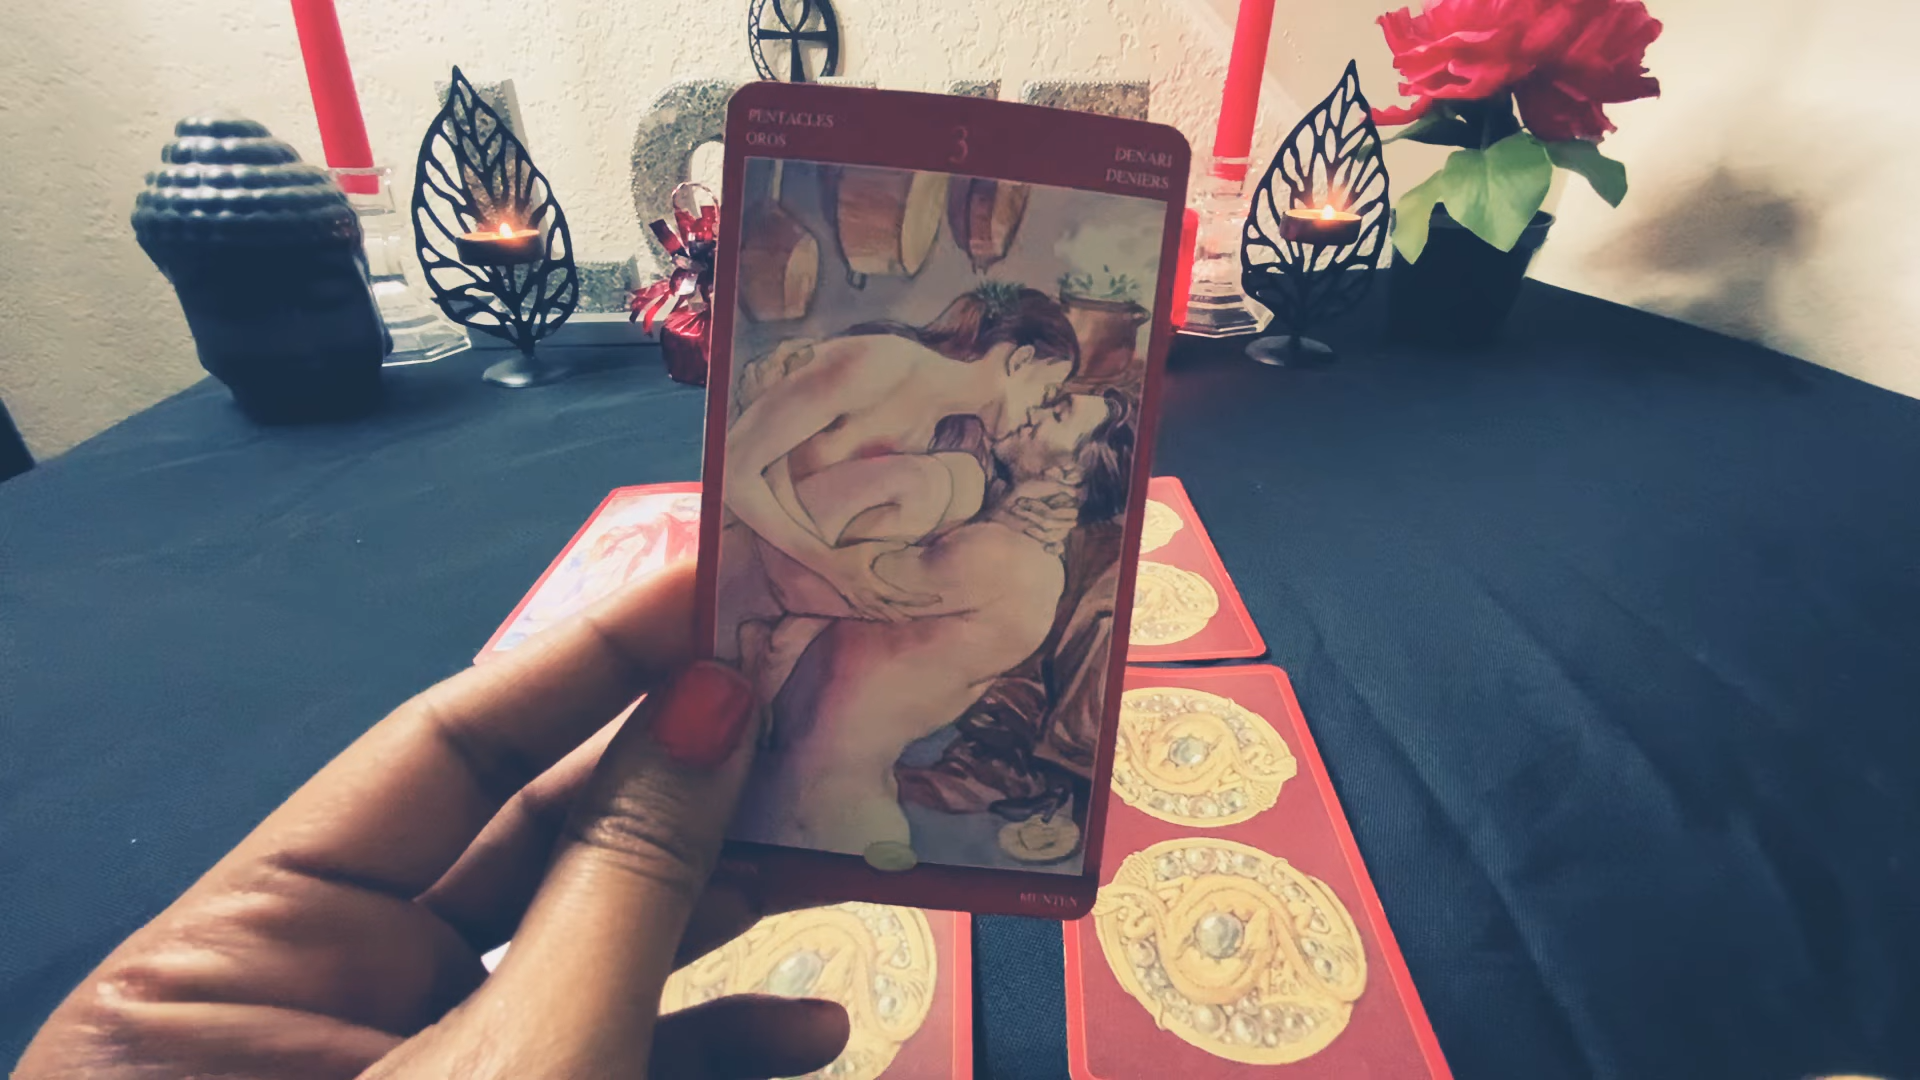 PENTACLES
OROS
3
DENARI
DENIERS
MUNTEN